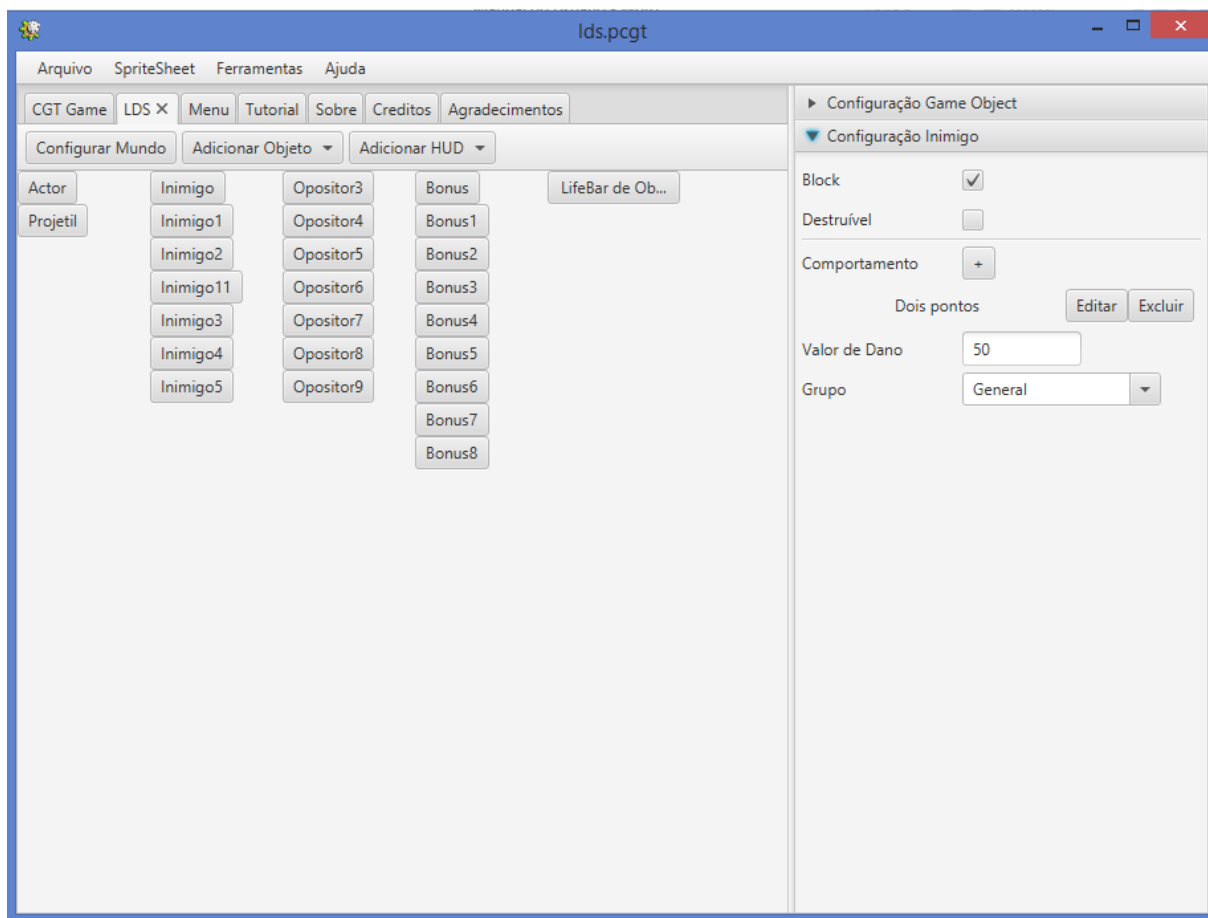 lds.pcgt
Arquivo SpriteSheet Ferramentas Ajuda
CGT Game LDS Menu Tutorial Sobre Creditos Agradecimentos
Configurar Mundo Adicionar Objeto Adicionar HUD
Actor Inimigo Opositor3 Bonus LifeBar de Ob...
Projetil Inimigo1 Opositor4 Bonus1
Inimigo2 Opositor5 Bonus2
Inimigo11 Opositor6 Bonus3
Inimigo3 Opositor7 Bonus4
Inimigo4 Opositor8 Bonus5
Inimigo5 Opositor9 Bonus6
Bonus7
Bonus8
Configuração Game Object
Configuração Inimigo
Block
Destruível
Comportamento +
Dois pontos Editar Excluir
Valor de Dano 50
Grupo General